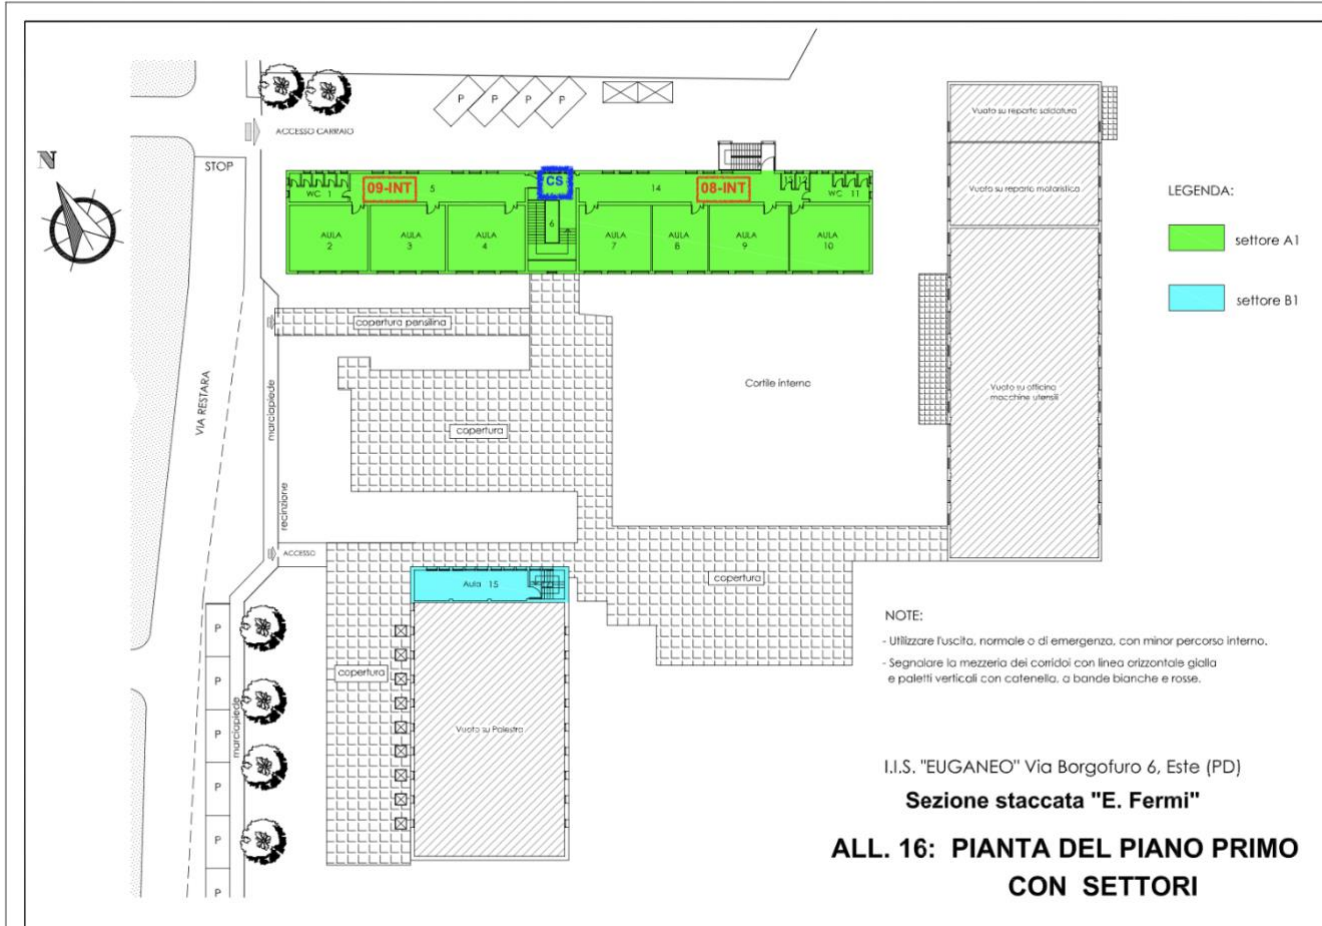 ACCESSO CARRAIO
P P P P
Vuoto su reparto saldatura
N
STOP
LEGENDA:
WC 1
09-INT
5
CS
14
08-INT
13 12
WC 11
Vuoto su reparto motoristica
settore A1
AULA 2
AULA 3
AULA 4
6
AULA 7
AULA 8
AULA 9
AULA 10
settore B1
copertura pensilina
VIA RESTARA
marciapiede
Cortile interno
Vuoto su officina
macchine utensili
copertura
recinzione
ACCESSO
Aula 15
copertura
NOTE:
- Utilizzare l'uscita, normale o di emergenza, con minor percorso interno.
- Segnalare la mezzeria dei corridoi con linea orizzontale gialla
e paletti verticali con catenella, a bande bianche e rosse.
P
P
P
P
P
P
marciapiede
copertura
Vuoto su Palestra
I.I.S. "EUGANEO" Via Borgofuro 6, Este (PD)
Sezione staccata "E. Fermi"
ALL. 16: PIANTA DEL PIANO PRIMO
CON SETTORI